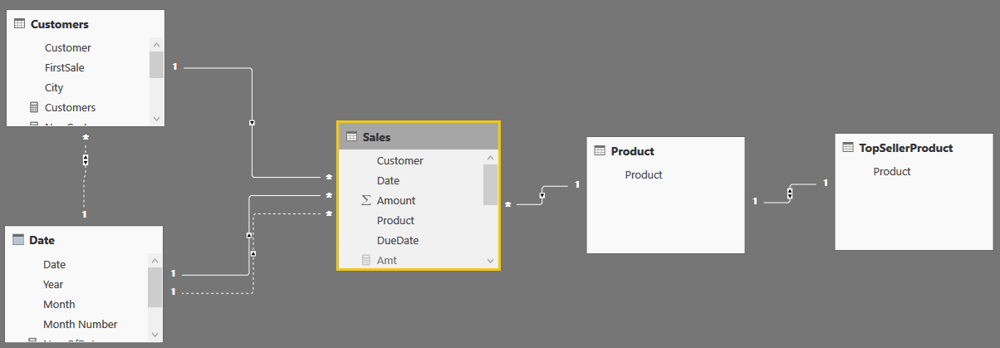 Customers
Customer
FirstSale
City
Customers
1
*
1
Date
Date
Year
Month
Month Number
1
1
*
*
*
Sales
Customer
Date
Σ Amount
Product
DueDate
Amt
*
1
Product
Product
1
1
TopSellerProduct
Product